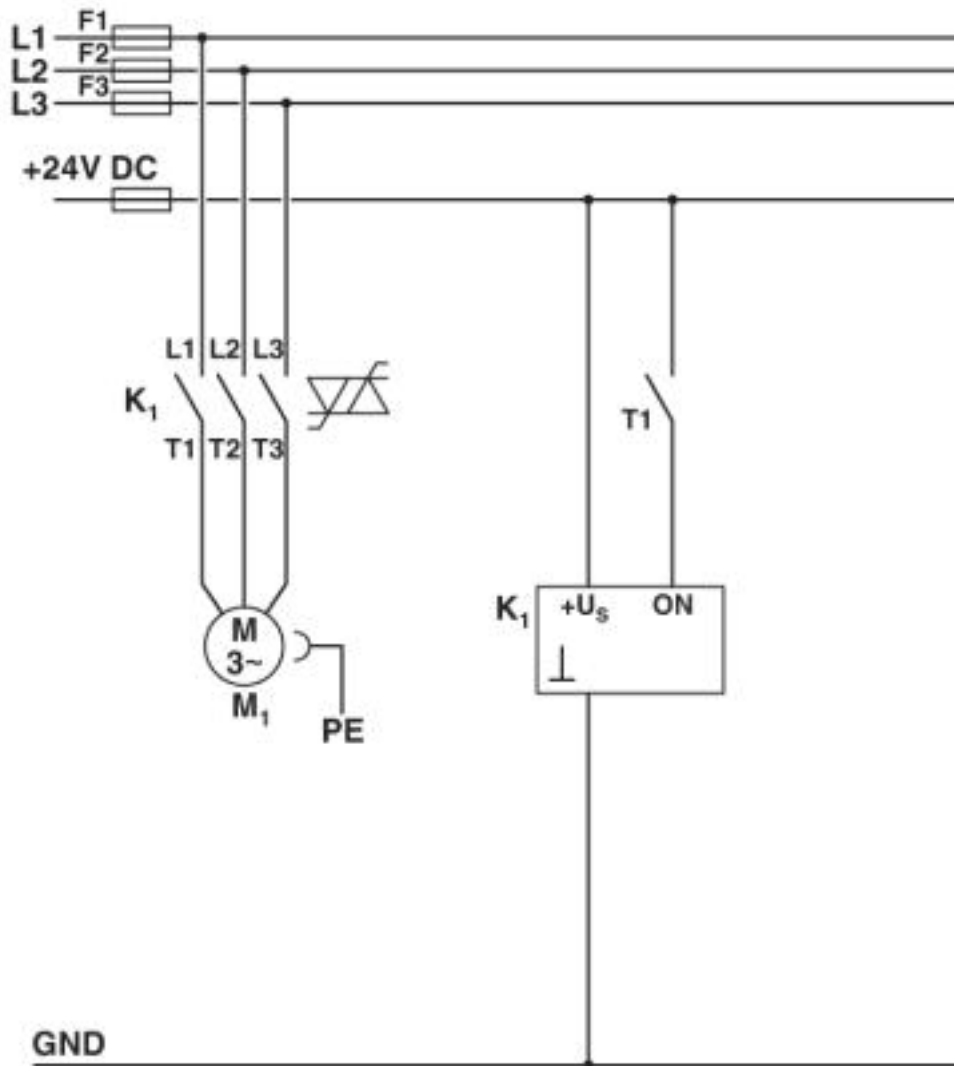 F1
L1
F2
L2
F3
L3
+24V DC
L1 L2 L3
K1
T1 T2 T3
T1
K1 +Us ON
M
3~
M1
PE
GND